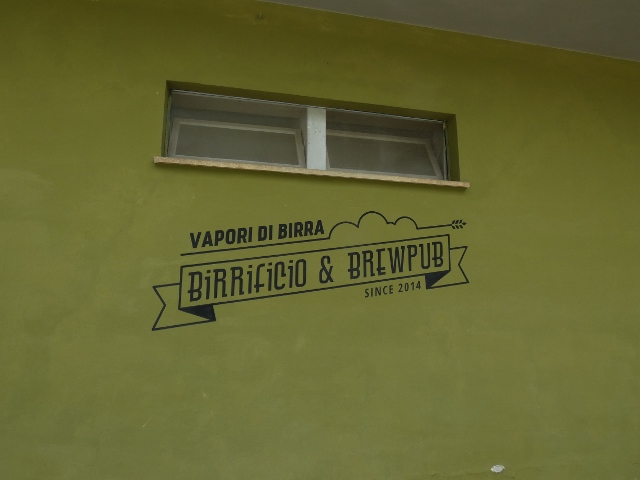 VAPORI DI BIRRA
BIRRIFICIO & BREWPUB
SINCE 2014